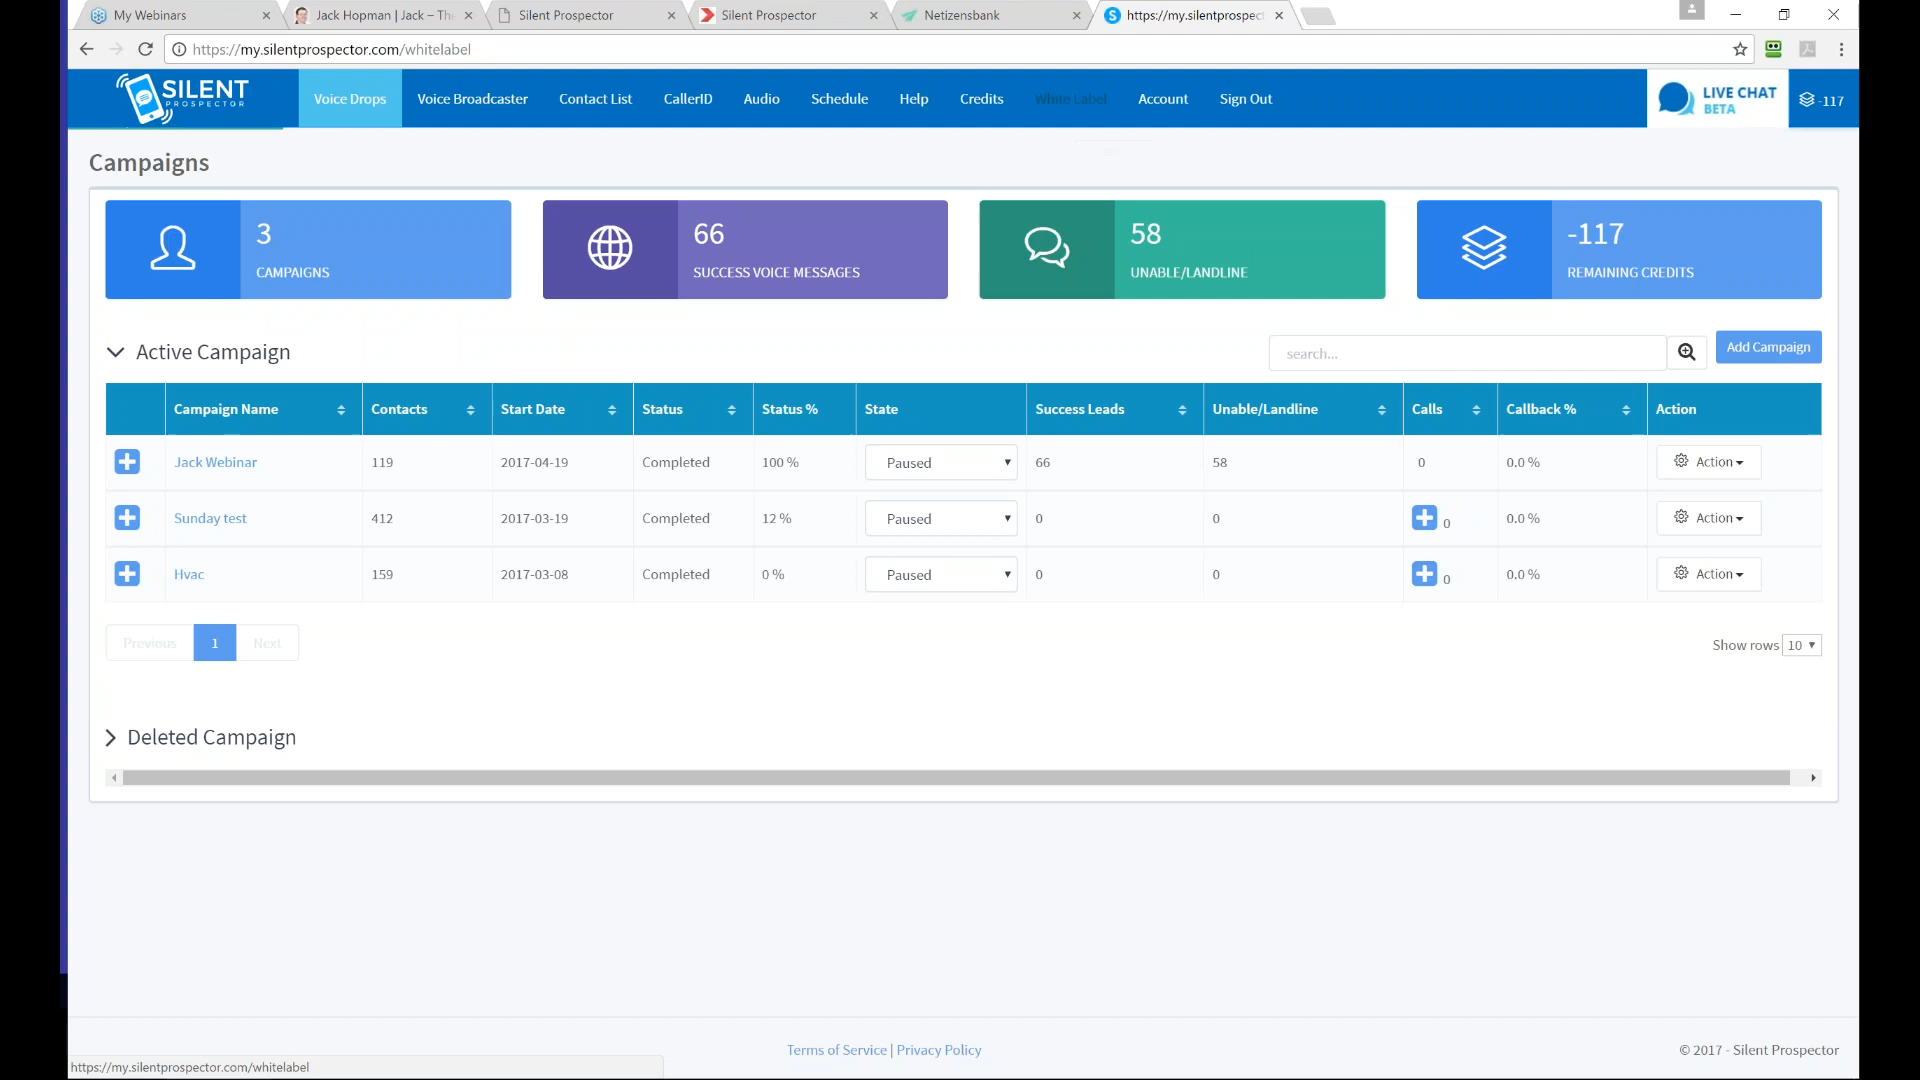 My Webinars
Jack Hopman | Jack – The
Silent Prospector
Silent Prospector
Netizensbank
https://my.silentprospect
https://my.silentprospector.com/whitelabel
SILENT
PROSPECTOR
Voice Drops
Voice Broadcaster
Contact List
CallerID
Audio
Schedule
Help
Credits
White Label
Account
Sign Out
LIVE CHAT
BETA
-117
Campaigns
3
CAMPAIGNS
66
SUCCESS VOICE MESSAGES
58
UNABLE/LANDLINE
-117
REMAINING CREDITS
Active Campaign
search...
Add Campaign
Campaign Name Contacts Start Date Status Status % State Success Leads Unable/Landline Calls Callback % Action
Jack Webinar 119 2017-04-19 Completed 100 % Paused 66 58 0 0.0 % Action
Sunday test 412 2017-03-19 Completed 12 % Paused 0 0 0 0.0 % Action
Hvac 159 2017-03-08 Completed 0 % Paused 0 0 0 0.0 % Action
Previous 1 Next
Show rows 10
Deleted Campaign
Terms of Service | Privacy Policy
© 2017 - Silent Prospector
https://my.silentprospector.com/whitelabel